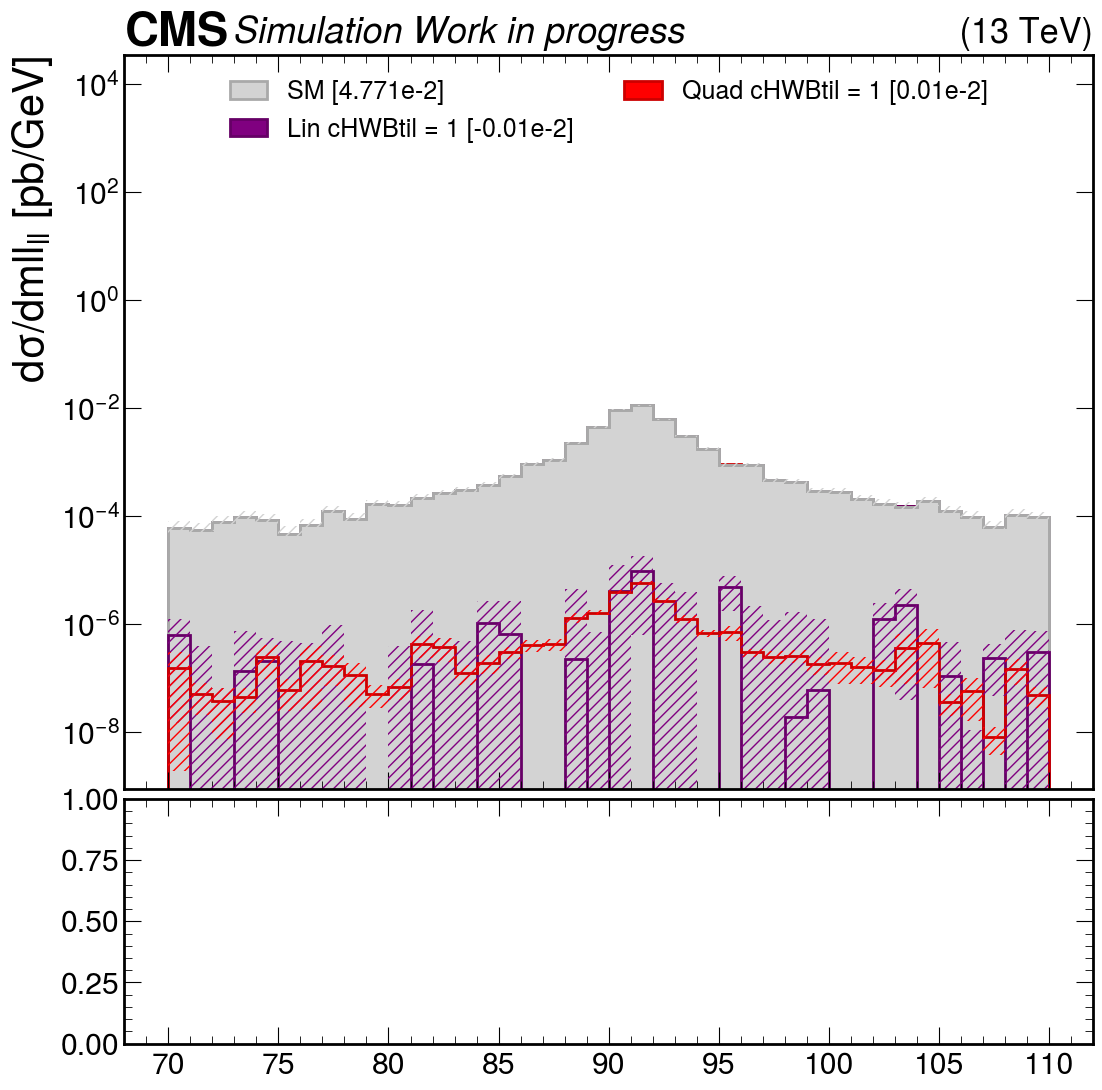 CMS Simulation Work in progress (13 TeV)
dσ/dmll_{ll} [pb/GeV]
SM [4.771e-2]
Lin cHWBtil = 1 [-0.01e-2]
Quad cHWBtil = 1 [0.01e-2]
10^4
10^2
10^0
10^{-2}
10^{-4}
10^{-6}
10^{-8}
1.00
0.75
0.50
0.25
0.00
70 75 80 85 90 95 100 105 110